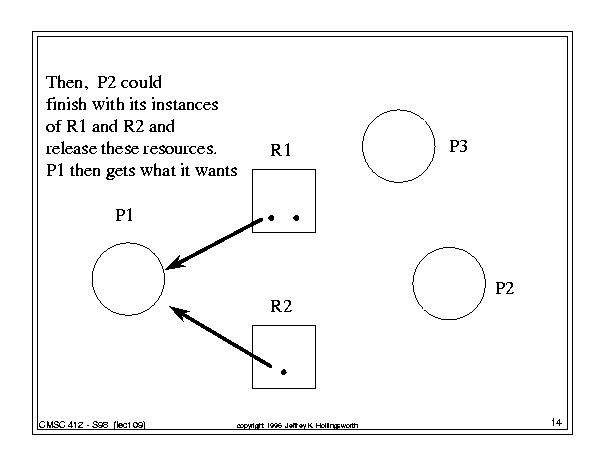 Then, P2 could
finish with its instances
of R1 and R2 and
release these resources.
P1 then gets what it wants
R1
P3
P1
P2
R2
CMSC 412 - S98 (lect 09)
copyright 1996 Jeffrey K. Hollingsworth
14